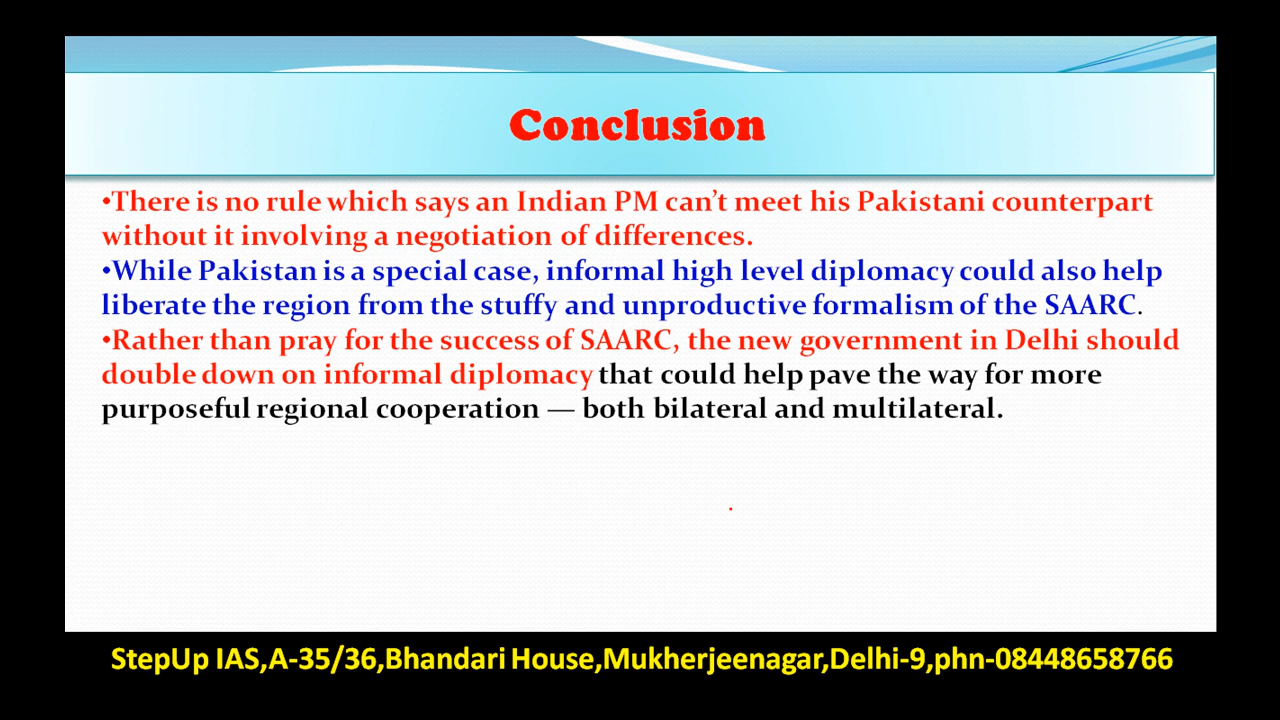 Conclusion
•There is no rule which says an Indian PM can’t meet his Pakistani counterpart
without it involving a negotiation of differences.
•While Pakistan is a special case, informal high level diplomacy could also help
liberate the region from the stuffy and unproductive formalism of the SAARC.
•Rather than pray for the success of SAARC, the new government in Delhi should
double down on informal diplomacy that could help pave the way for more
purposeful regional cooperation — both bilateral and multilateral.
StepUp IAS,A-35/36,Bhandari House,Mukherjeenagar,Delhi-9,phn-08448658766